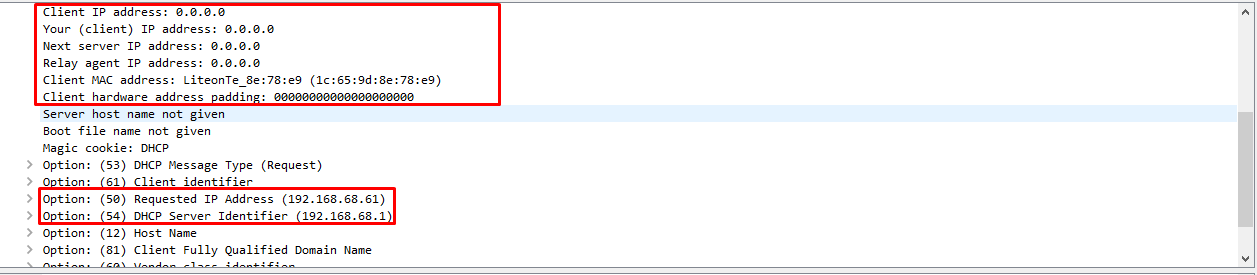 Client IP address: 0.0.0.0
Your (client) IP address: 0.0.0.0
Next server IP address: 0.0.0.0
Relay agent IP address: 0.0.0.0
Client MAC address: LiteonTe_8e:78:e9 (1c:65:9d:8e:78:e9)
Client hardware address padding: 00000000000000000000
Server host name not given
Boot file name not given
Magic cookie: DHCP
Option: (53) DHCP Message Type (Request)
Option: (61) Client identifier
Option: (50) Requested IP Address (192.168.68.61)
Option: (54) DHCP Server Identifier (192.168.68.1)
Option: (12) Host Name
Option: (81) Client Fully Qualified Domain Name
Option: (60) Vendor class identifier